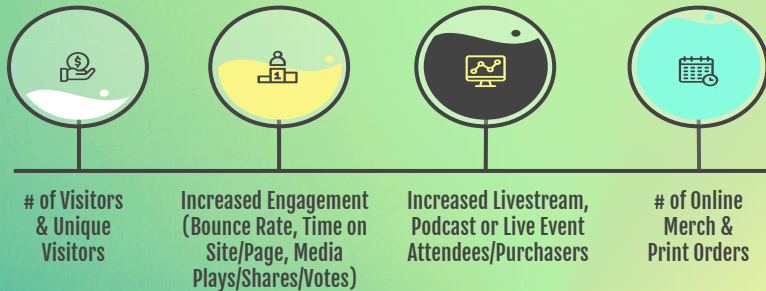 $
1
# of Visitors
& Unique
Visitors
Increased Engagement
(Bounce Rate, Time on
Site/Page, Media
Plays/Shares/Votes)
Increased Livestream,
Podcast or Live Event
Attendees/Purchasers
# of Online
Merch &
Print Orders